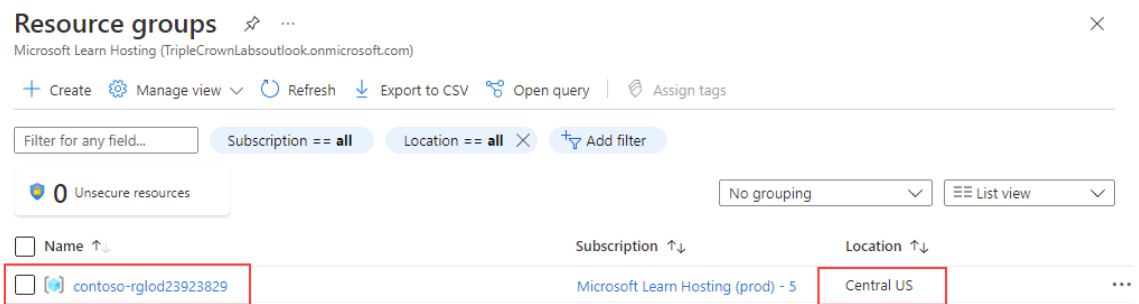 Resource groups
Microsoft Learn Hosting (TripleCrownLabsoutlook.onmicrosoft.com)
Create Manage view Refresh Export to CSV Open query Assign tags
Filter for any field... Subscription == all Location == all Add filter
0 Unsecure resources No grouping List view
Name Subscription Location
contoso-rglod23923829 Microsoft Learn Hosting (prod) - 5 Central US